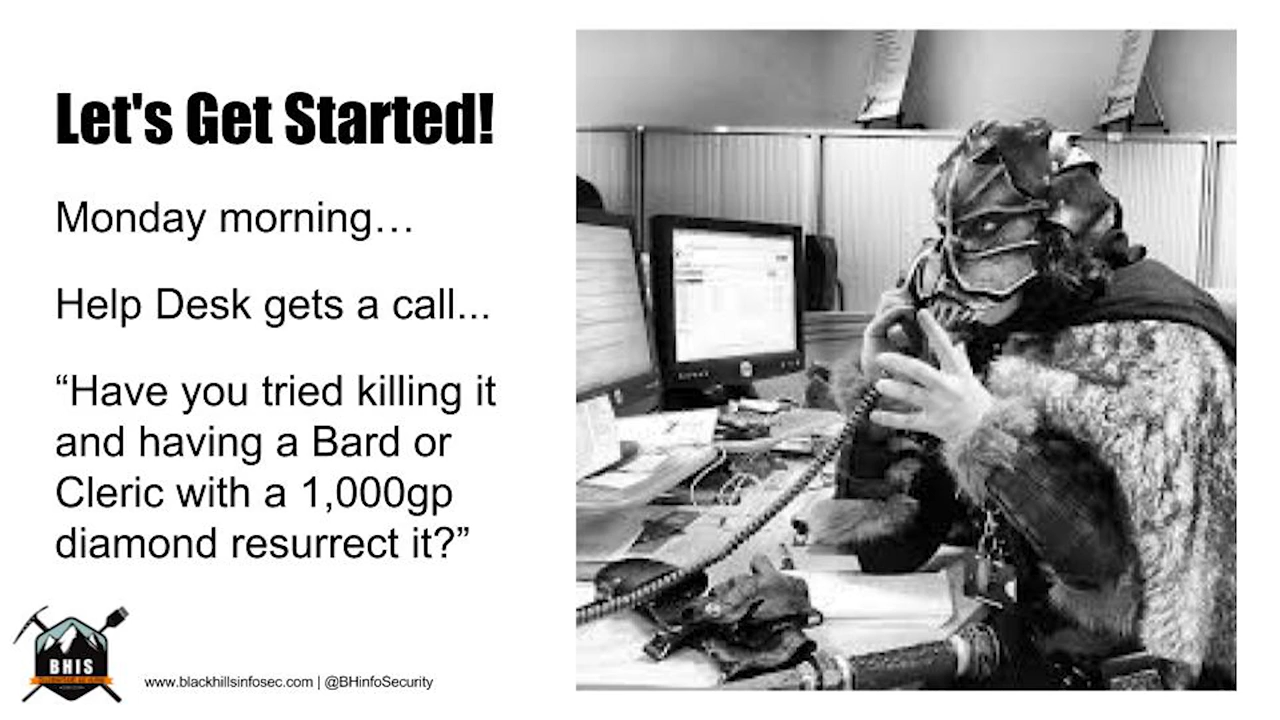 Let's Get Started!
Monday morning…
Help Desk gets a call...
“Have you tried killing it
and having a Bard or
Cleric with a 1,000gp
diamond resurrect it?”
BHIS
www.blackhillsinfosec.com | @BHinfoSecurity